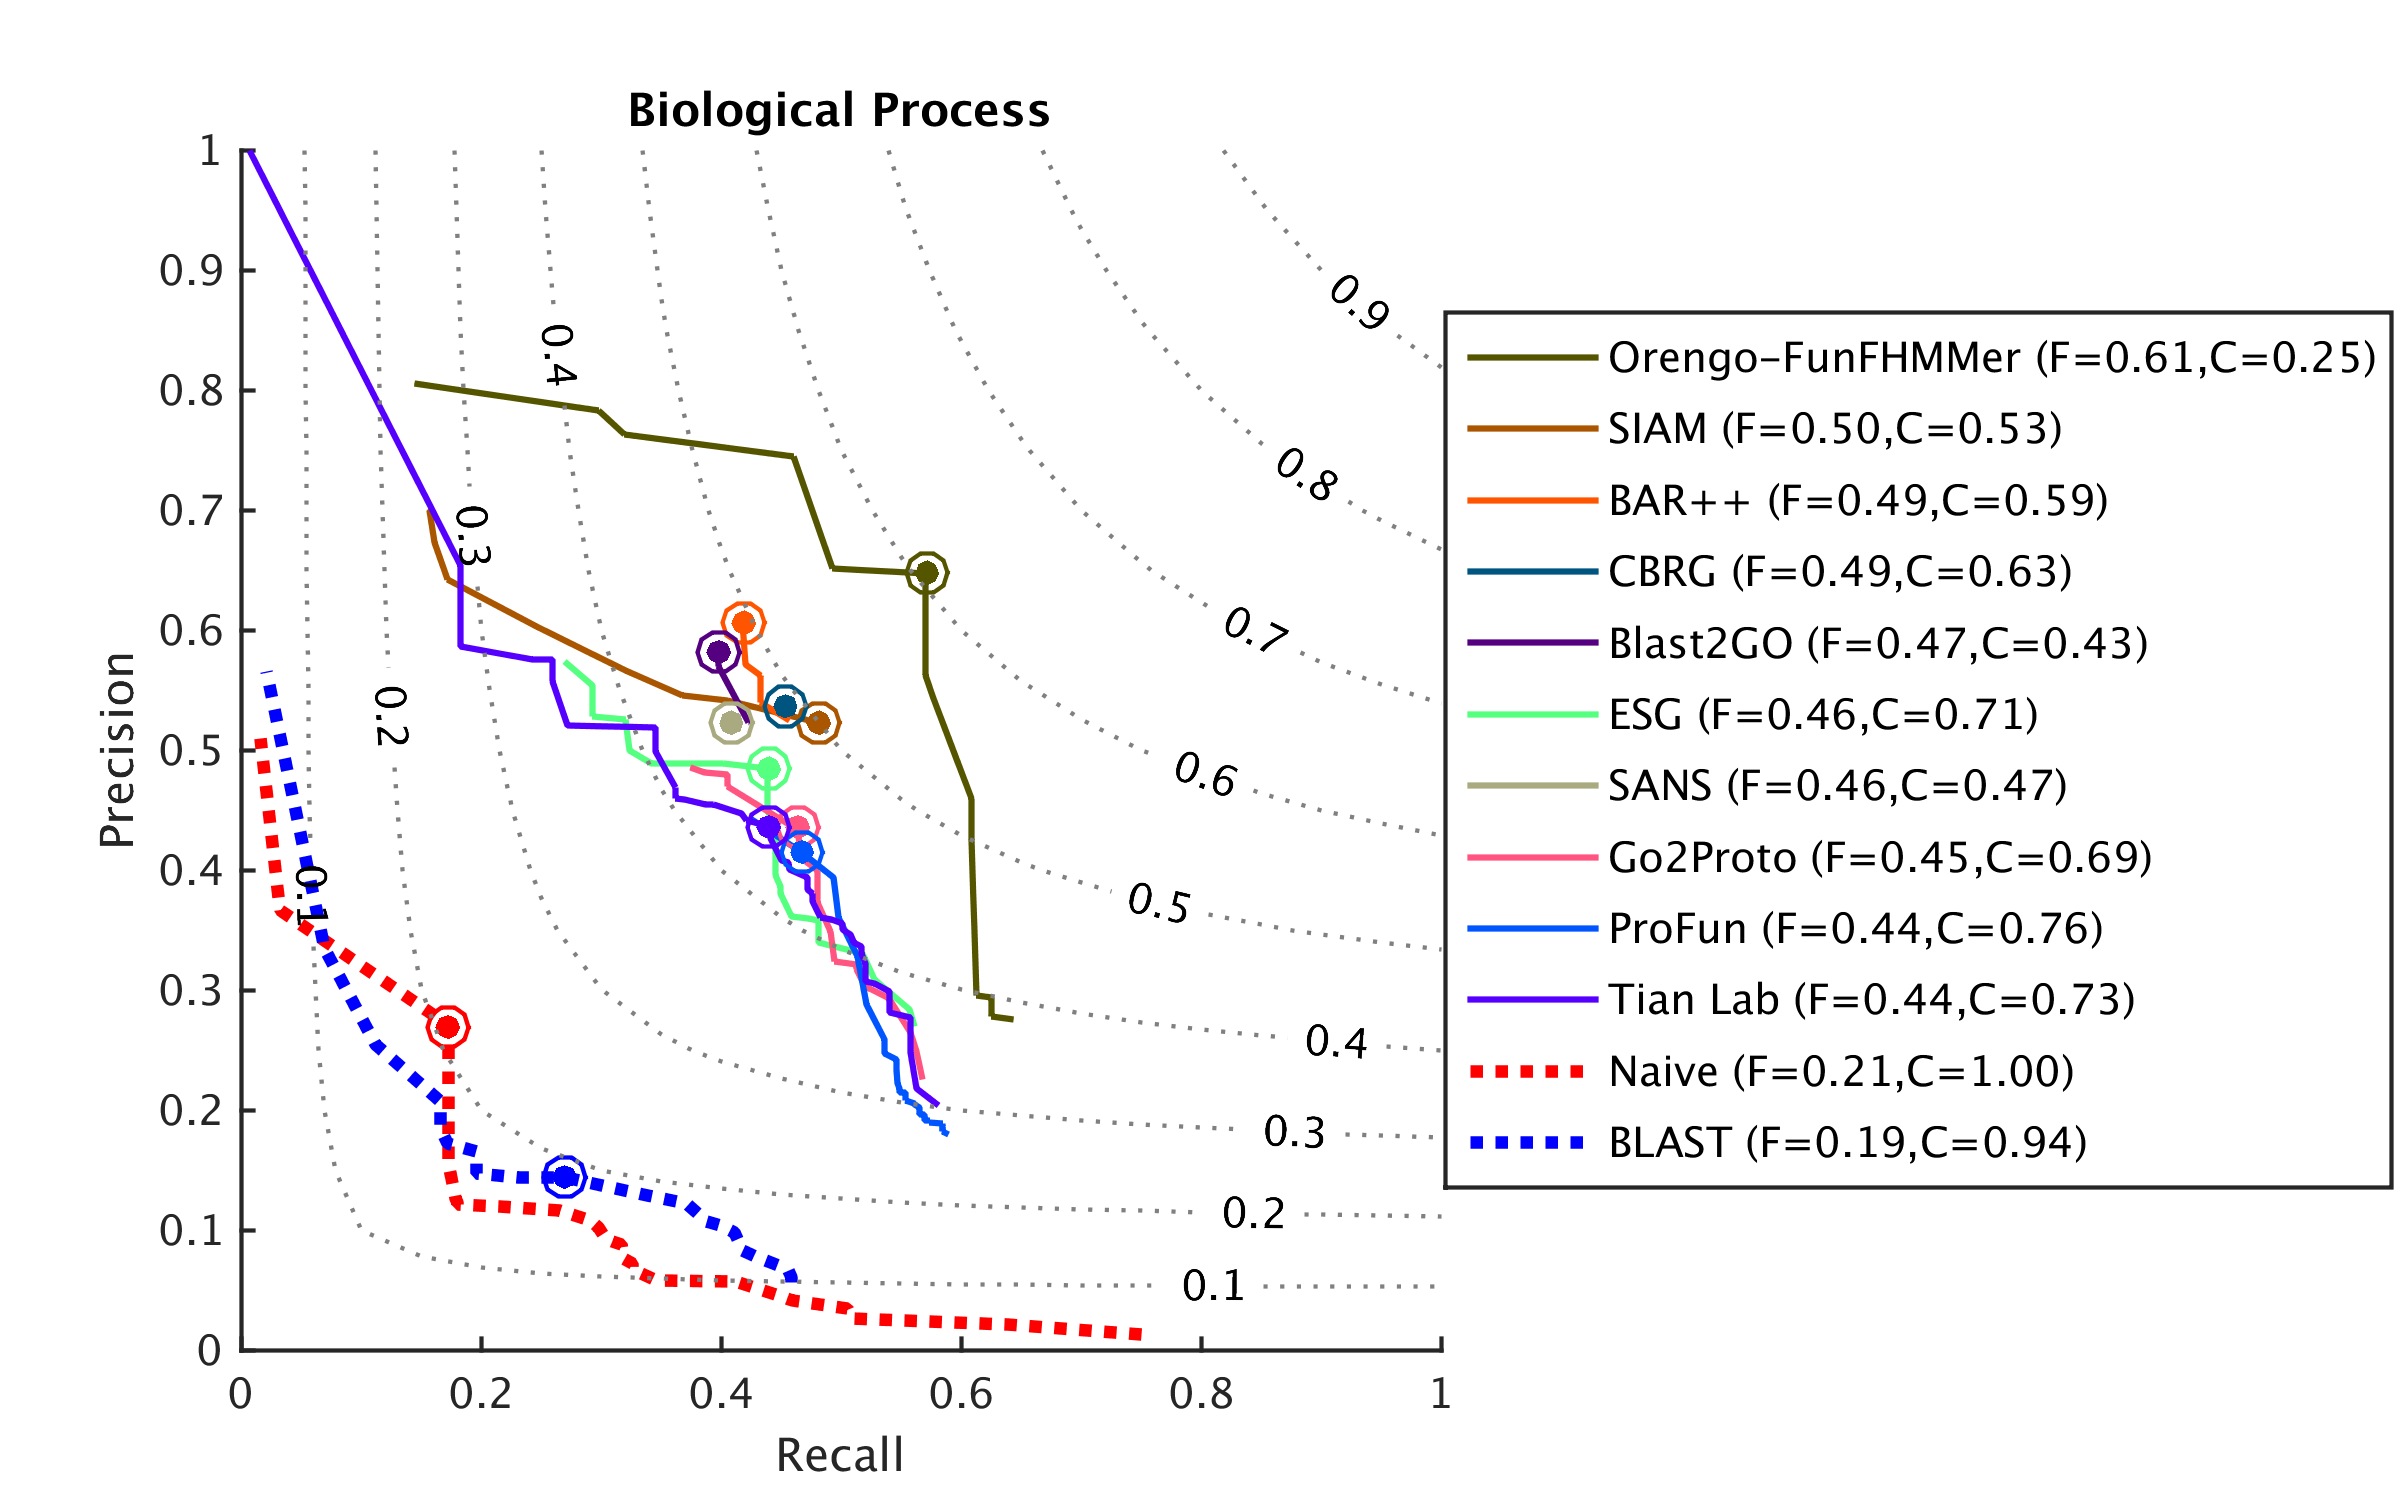 Biological Process
1
0.9
0.8
0.7
0.6
0.5
0.4
0.3
0.2
0.1
0
Precision
0
0.2
0.4
0.6
0.8
1
Recall
0.4
0.3
0.2
0.1
0.9
0.8
0.7
0.6
0.5
0.4
0.3
0.2
0.1
Orengo-FunFHMMer (F=0.61,C=0.25)
SIAM (F=0.50,C=0.53)
BAR++ (F=0.49,C=0.59)
CBRG (F=0.49,C=0.63)
Blast2GO (F=0.47,C=0.43)
ESG (F=0.46,C=0.71)
SANS (F=0.46,C=0.47)
Go2Proto (F=0.45,C=0.69)
ProFun (F=0.44,C=0.76)
Tian Lab (F=0.44,C=0.73)
Naive (F=0.21,C=1.00)
BLAST (F=0.19,C=0.94)